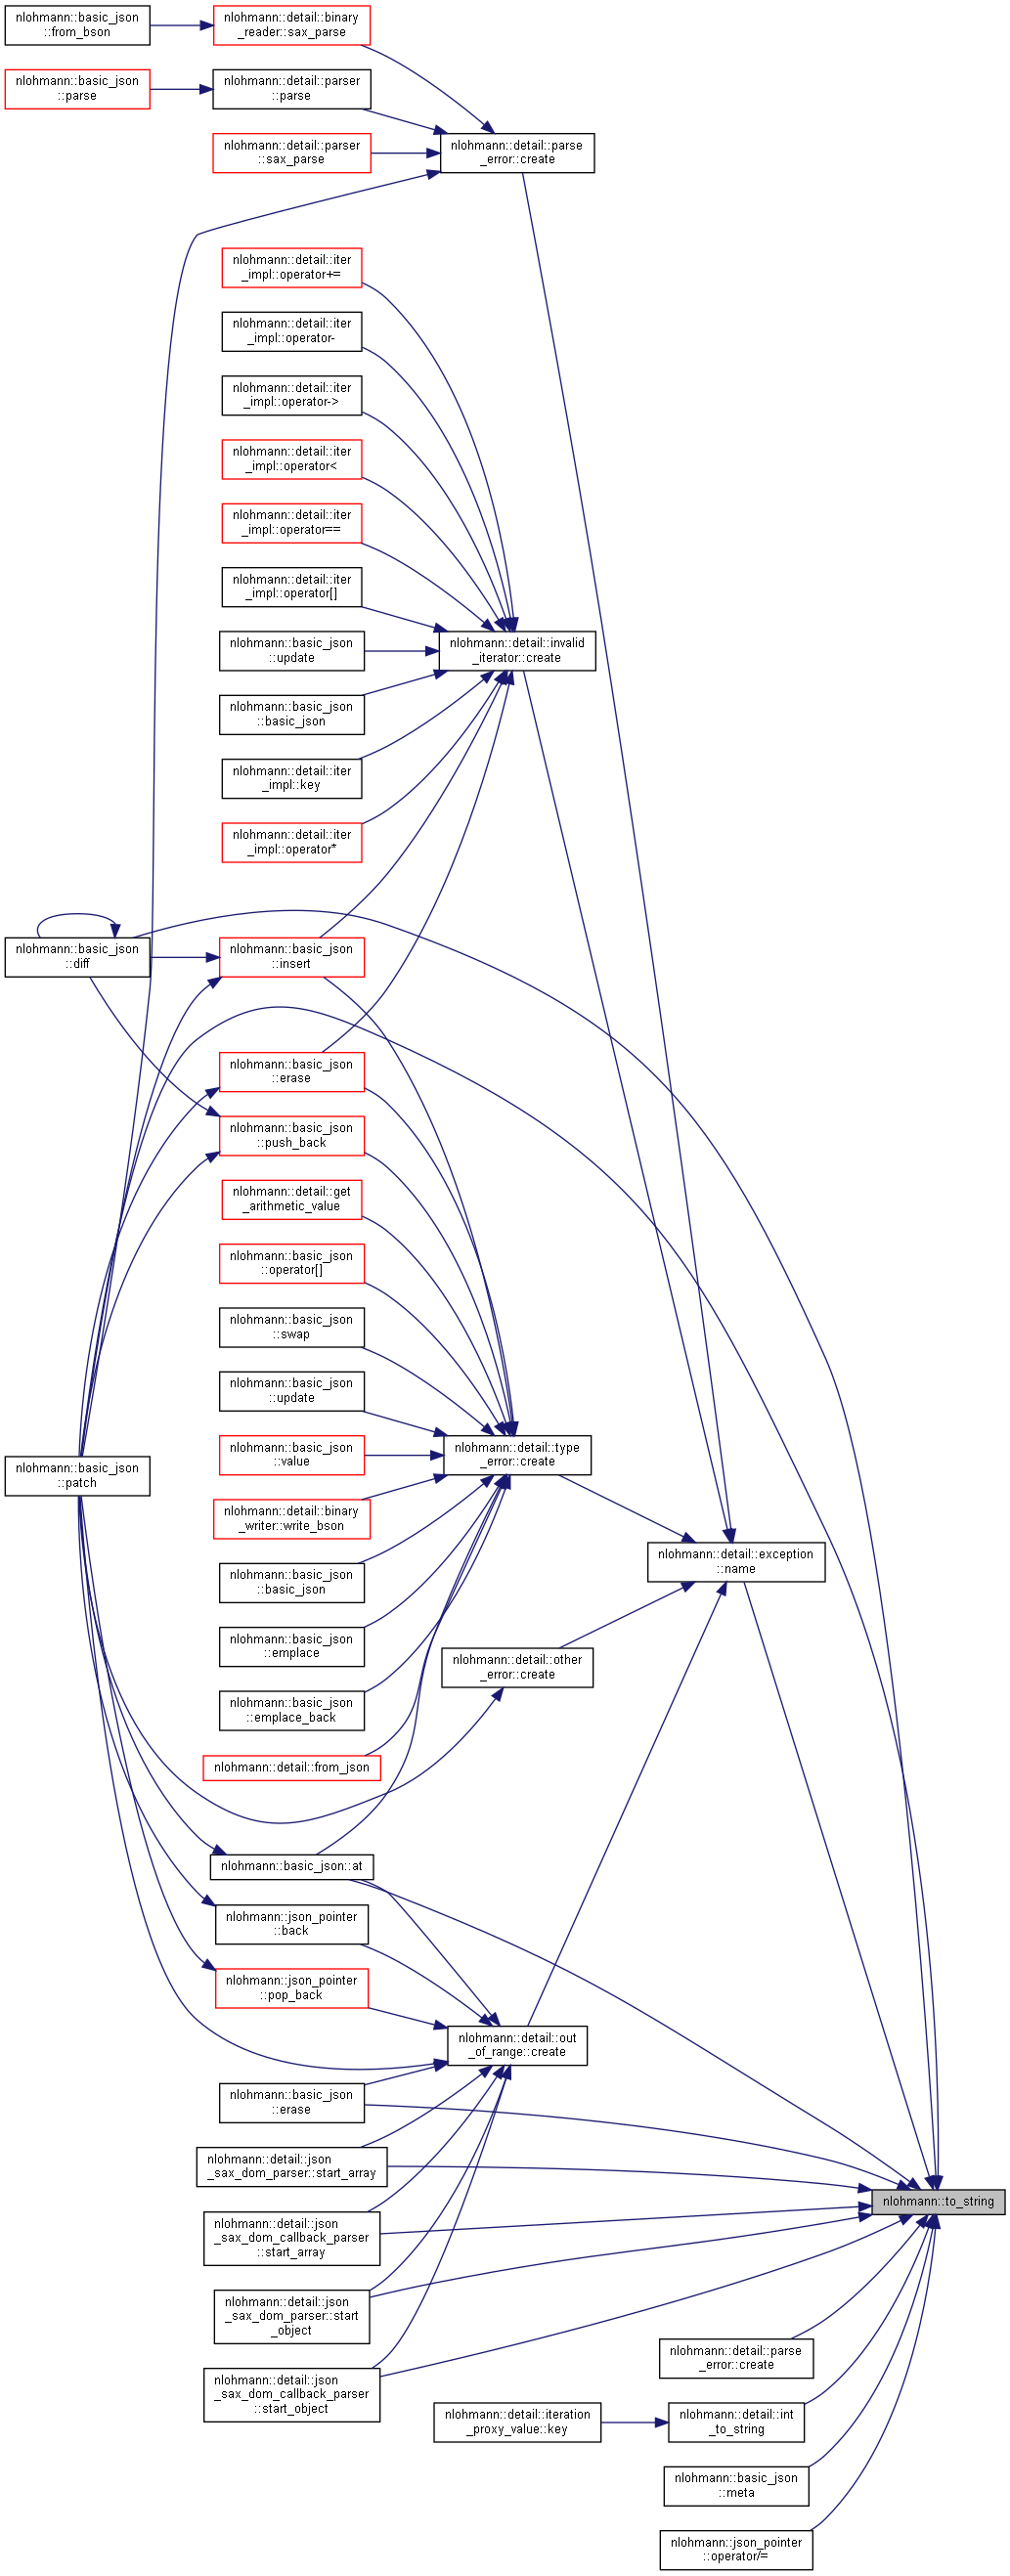 nlohmann::basic_json
::from_bson
nlohmann::detail::binary
_reader::sax_parse
nlohmann::basic_json
::parse
nlohmann::detail::parser
::parse
nlohmann::detail::parser
::sax_parse
nlohmann::detail::parse
_error::create
nlohmann::detail::iter
_impl::operator+=
nlohmann::detail::iter
_impl::operator-
nlohmann::detail::iter
_impl::operator->
nlohmann::detail::iter
_impl::operator<
nlohmann::detail::iter
_impl::operator==
nlohmann::detail::iter
_impl::operator[]
nlohmann::basic_json
::update
nlohmann::detail::invalid
_iterator::create
nlohmann::basic_json
::basic_json
nlohmann::detail::iter
_impl::key
nlohmann::detail::iter
_impl::operator*
nlohmann::basic_json
::diff
nlohmann::basic_json
::insert
nlohmann::basic_json
::erase
nlohmann::basic_json
::push_back
nlohmann::detail::get
_arithmetic_value
nlohmann::basic_json
::operator[]
nlohmann::basic_json
::swap
nlohmann::basic_json
::update
nlohmann::basic_json
::value
nlohmann::detail::type
_error::create
nlohmann::basic_json
::patch
nlohmann::detail::binary
_writer::write_bson
nlohmann::detail::exception
::name
nlohmann::basic_json
::basic_json
nlohmann::basic_json
::emplace
nlohmann::detail::other
_error::create
nlohmann::basic_json
::emplace_back
nlohmann::detail::from_json
nlohmann::basic_json::at
nlohmann::json_pointer
::back
nlohmann::json_pointer
::pop_back
nlohmann::detail::out
_of_range::create
nlohmann::basic_json
::erase
nlohmann::detail::json
_sax_dom_parser::start_array
nlohmann::to_string
nlohmann::detail::json
_sax_dom_callback_parser
::start_array
nlohmann::detail::json
_sax_dom_parser::start
_object
nlohmann::detail::parse
_error::create
nlohmann::detail::json
_sax_dom_callback_parser
::start_object
nlohmann::detail::iteration
_proxy_value::key
nlohmann::detail::int
_to_string
nlohmann::basic_json
::meta
nlohmann::json_pointer
::operator/=